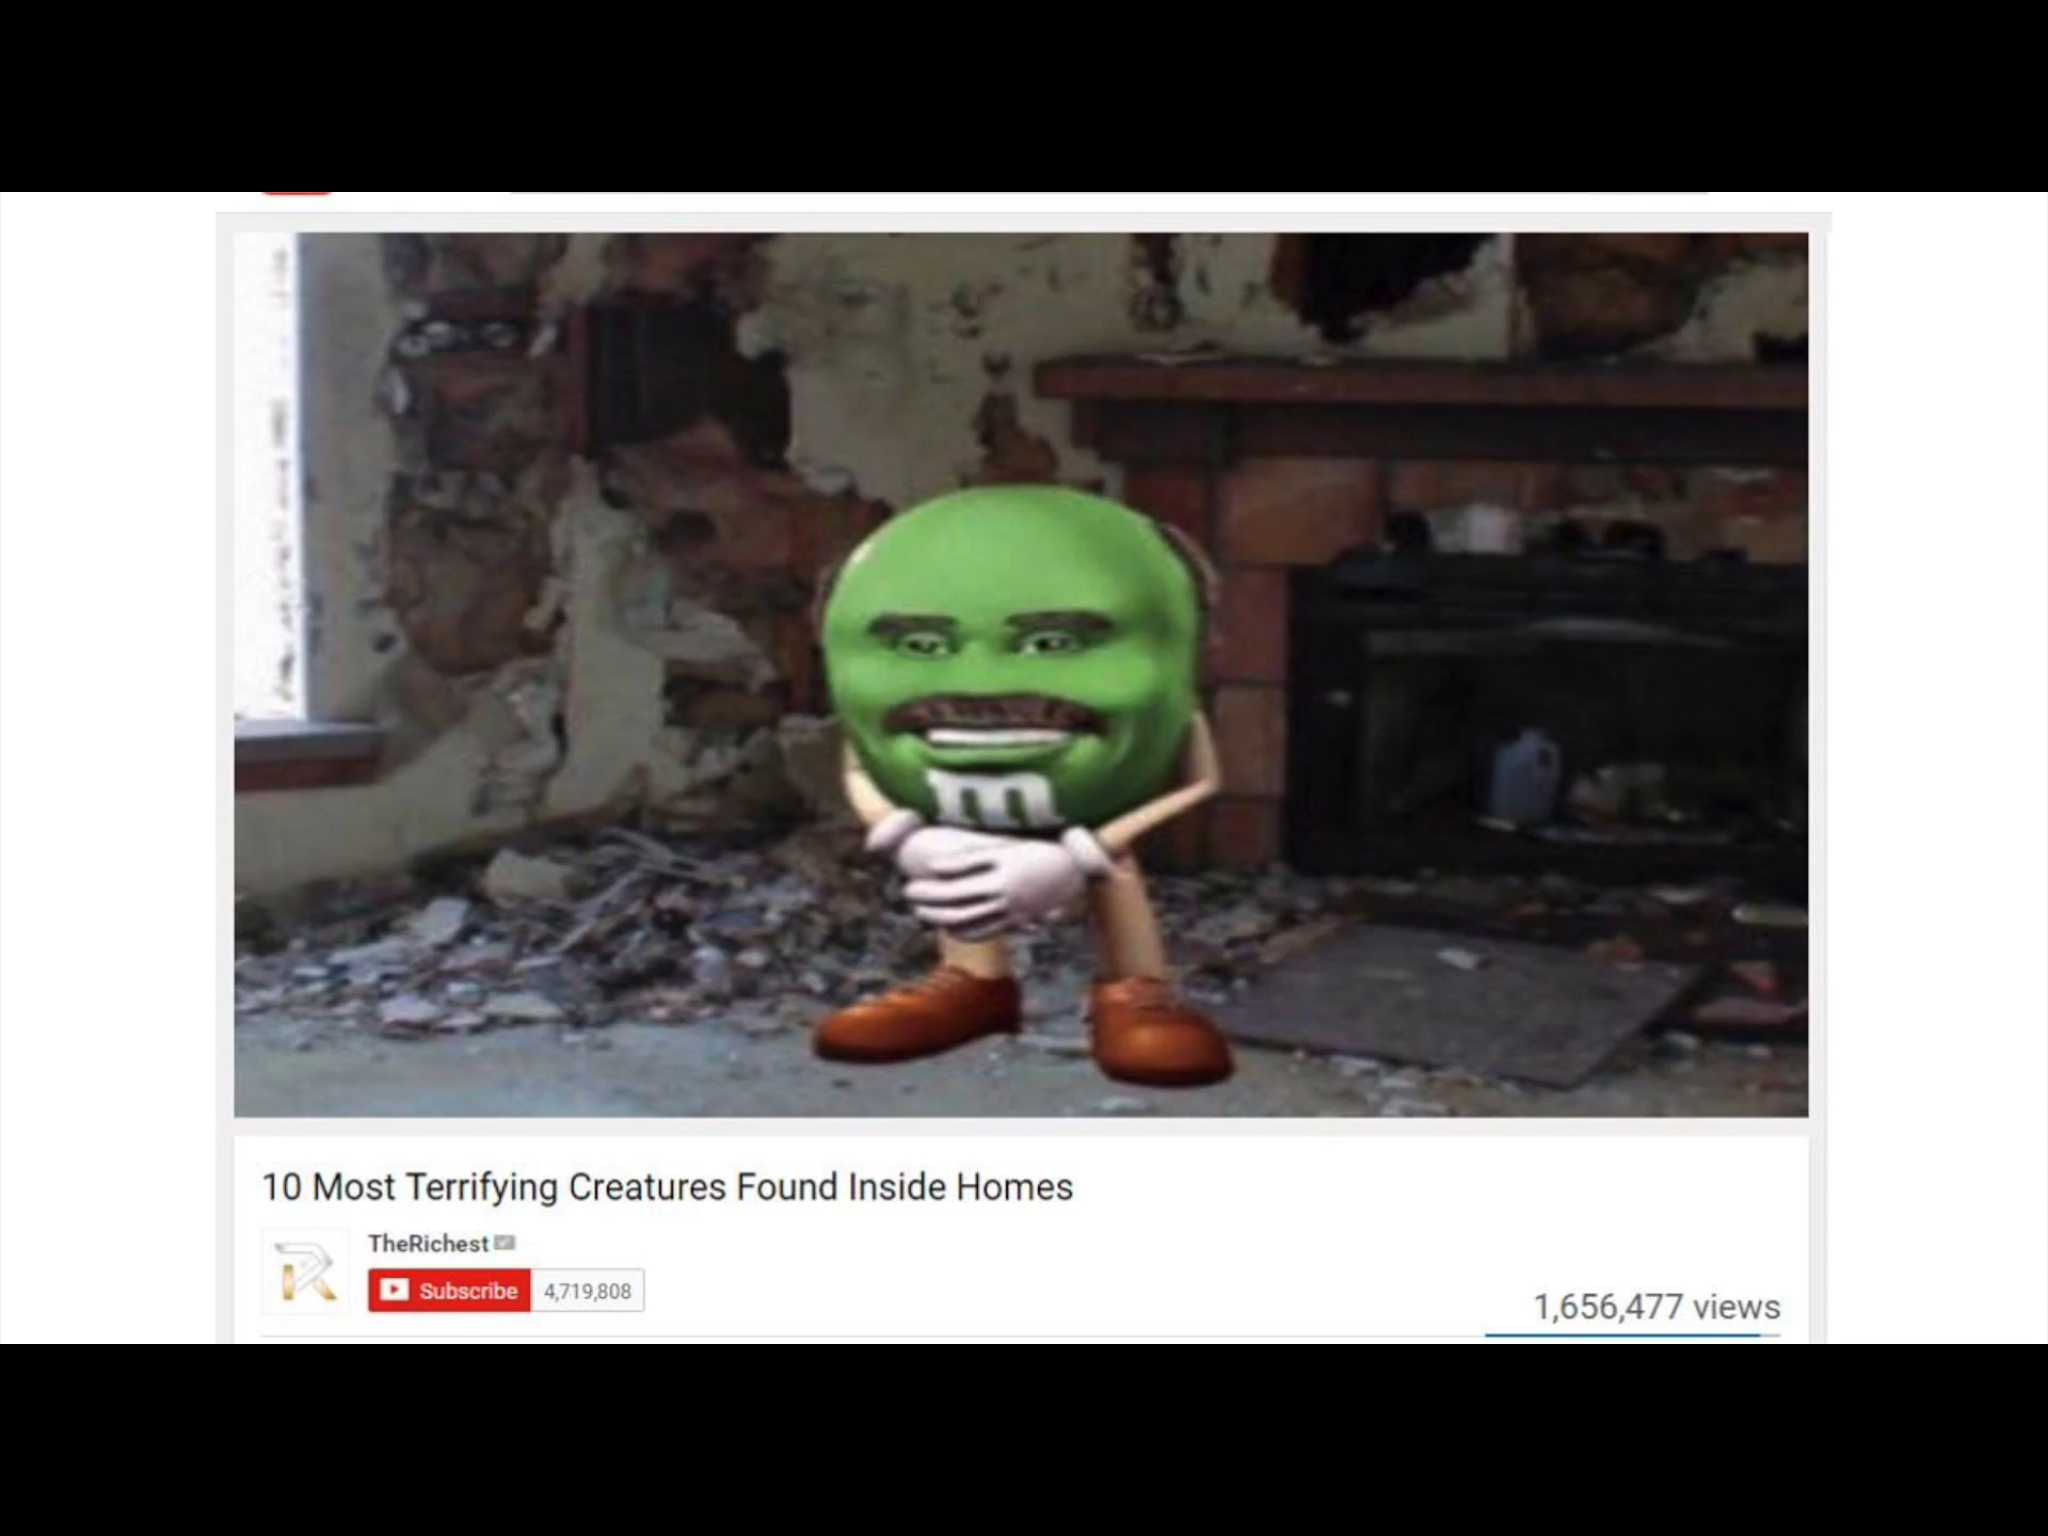 m
10 Most Terrifying Creatures Found Inside Homes
TheRichest
Subscribe 4,719,808
1,656,477 views